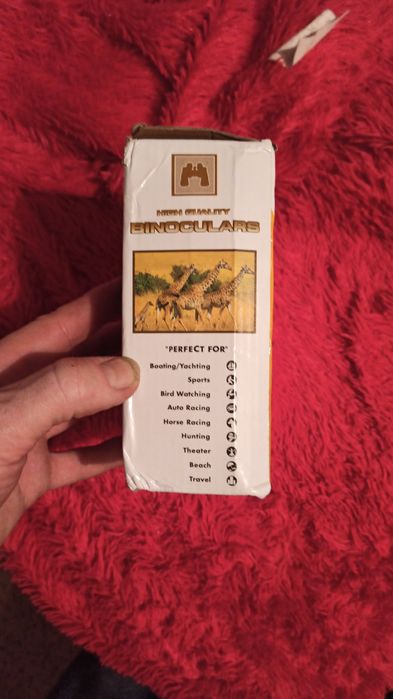 HIGH QUALITY
BINOCULARS
"PERFECT FOR"
Boating/Yachting
Sports
Bird Watching
Auto Racing
Horse Racing
Hunting
Theater
Beach
Travel